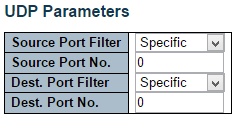 UDP Parameters
Source Port Filter Specific
Source Port No. 0
Dest. Port Filter Specific
Dest. Port No. 0